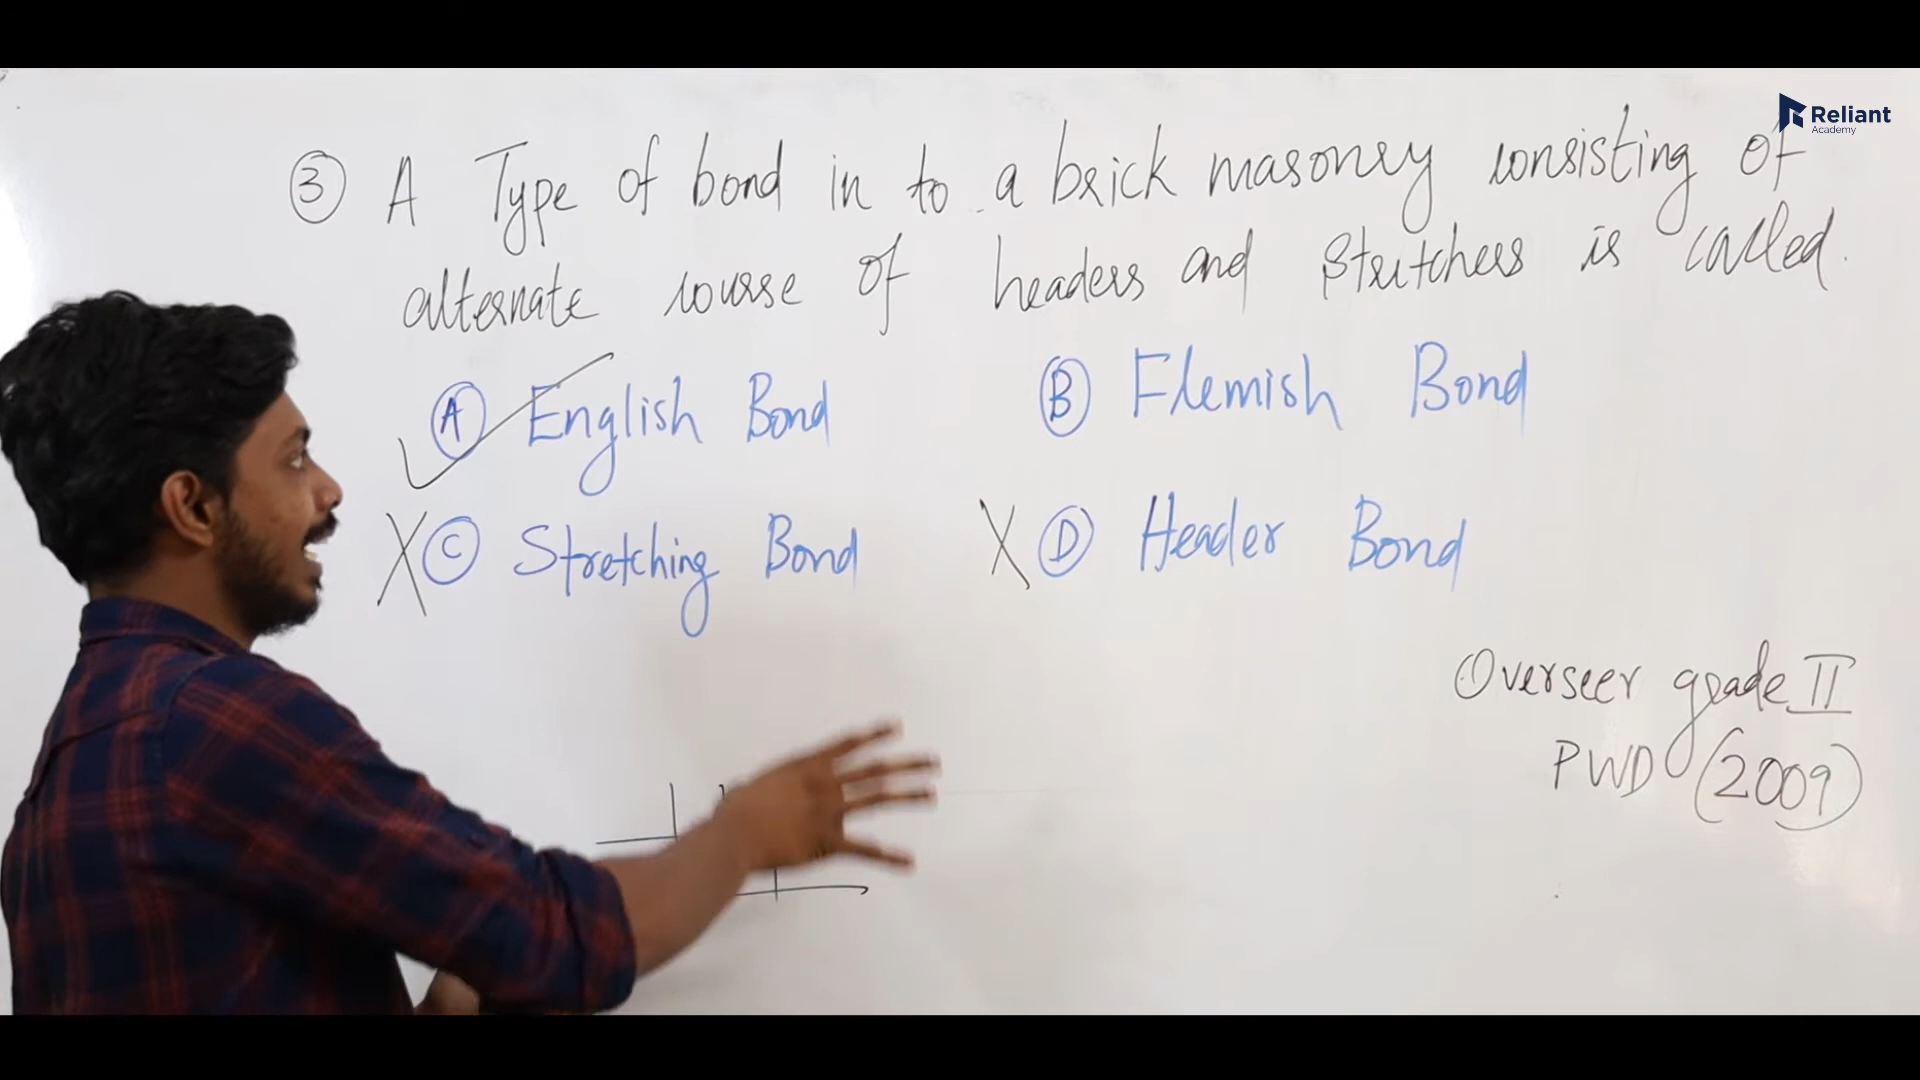 Reliant
Academy
③ A Type of bond in to a brick masonry consisting of
alternate course of headers and Stretchers is called.
Ⓐ English Bond
Ⓑ Flemish Bond
Ⓒ Stretching Bond
Ⓓ Header Bond
Overseer grade II
PWD (2009)